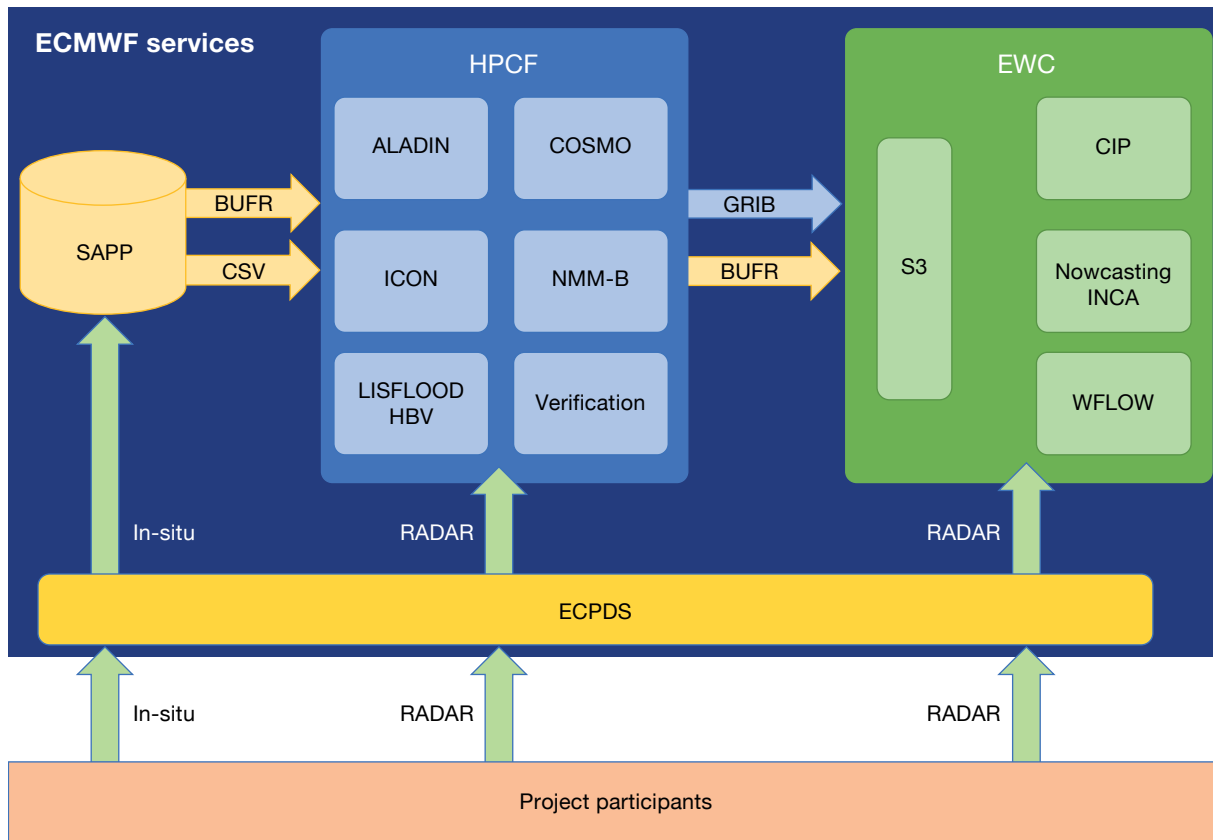 ECMWF services
HPCF
EWC
ALADIN
COSMO
CIP
BUFR
GRIB
SAPP
CSV
ICON
NMM-B
BUFR
S3
Nowcasting
INCA
LISFLOOD
HBV
Verification
WFLOW
In-situ
RADAR
RADAR
ECPDS
In-situ
RADAR
RADAR
Project participants